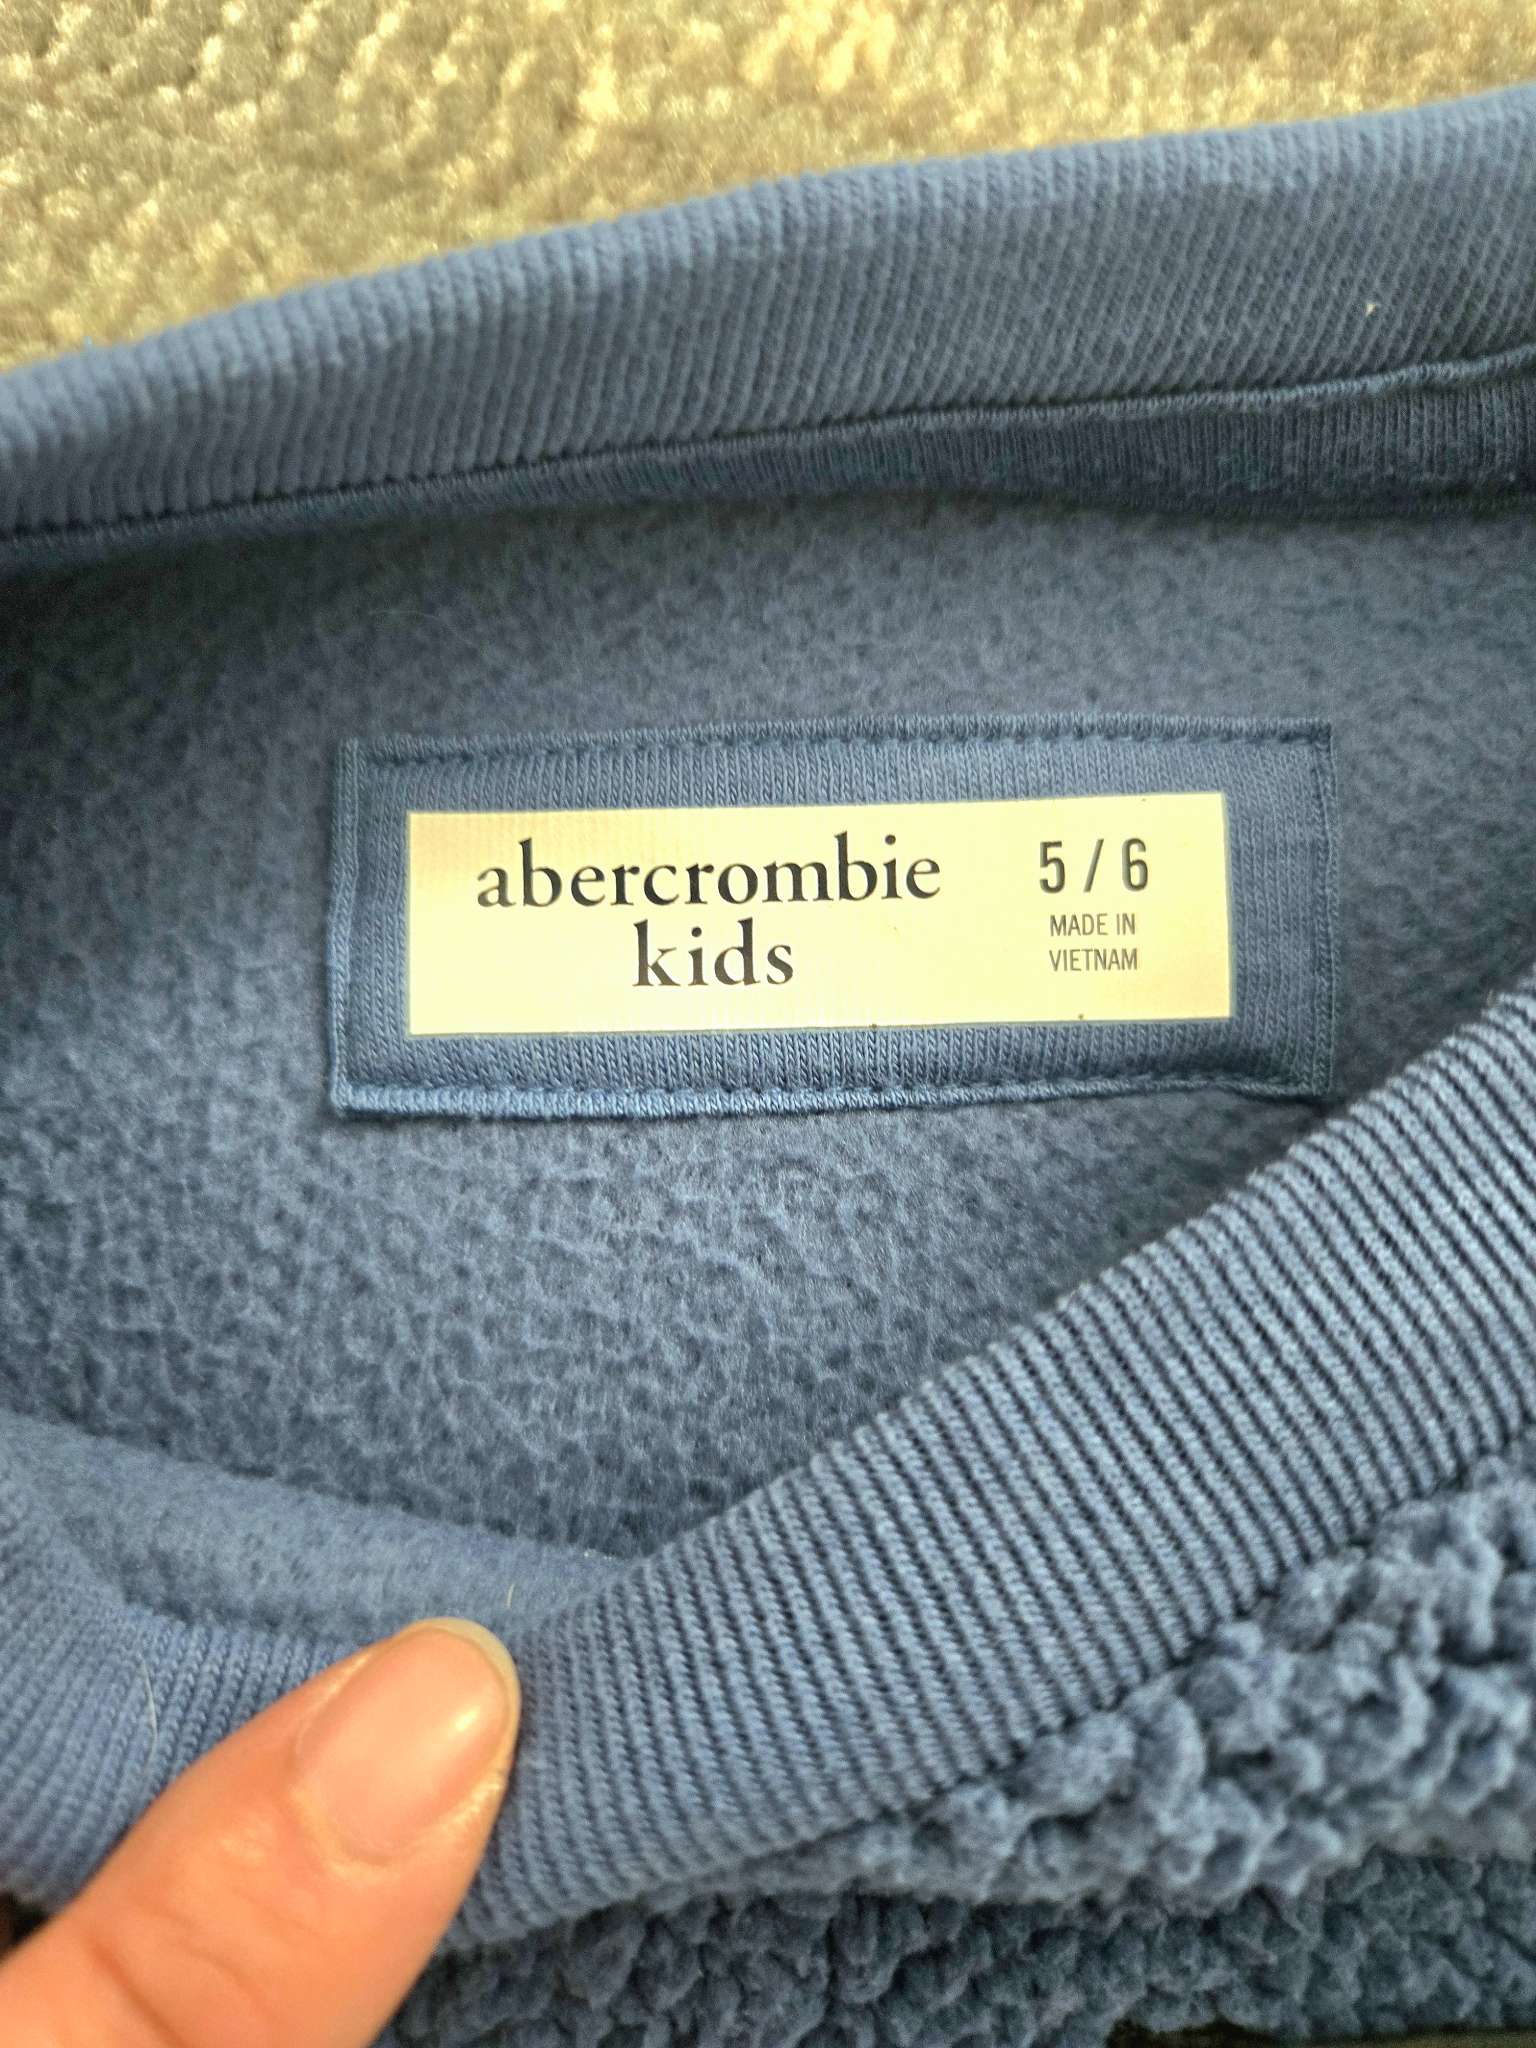 abercrombie
kids
5 / 6
MADE IN
VIETNAM